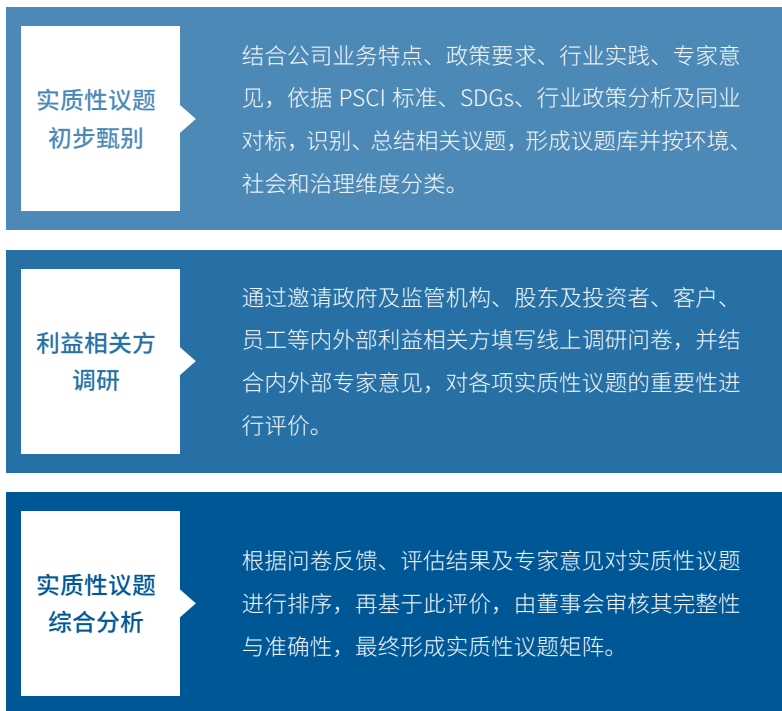 实质性议题
初步甄别
结合公司业务特点、政策要求、行业实践、专家意
见，依据 PSCI 标准、SDGs、行业政策分析及同业
对标，识别、总结相关议题，形成议题库并按环境、
社会和治理维度分类。
利益相关方
调研
通过邀请政府及监管机构、股东及投资者、客户、
员工等内外部利益相关方填写线上调研问卷，并结
合内外部专家意见，对各项实质性议题的重要性进
行评价。
实质性议题
综合分析
根据问卷反馈、评估结果及专家意见对实质性议题
进行排序，再基于此评价，由董事会审核其完整性
与准确性，最终形成实质性议题矩阵。